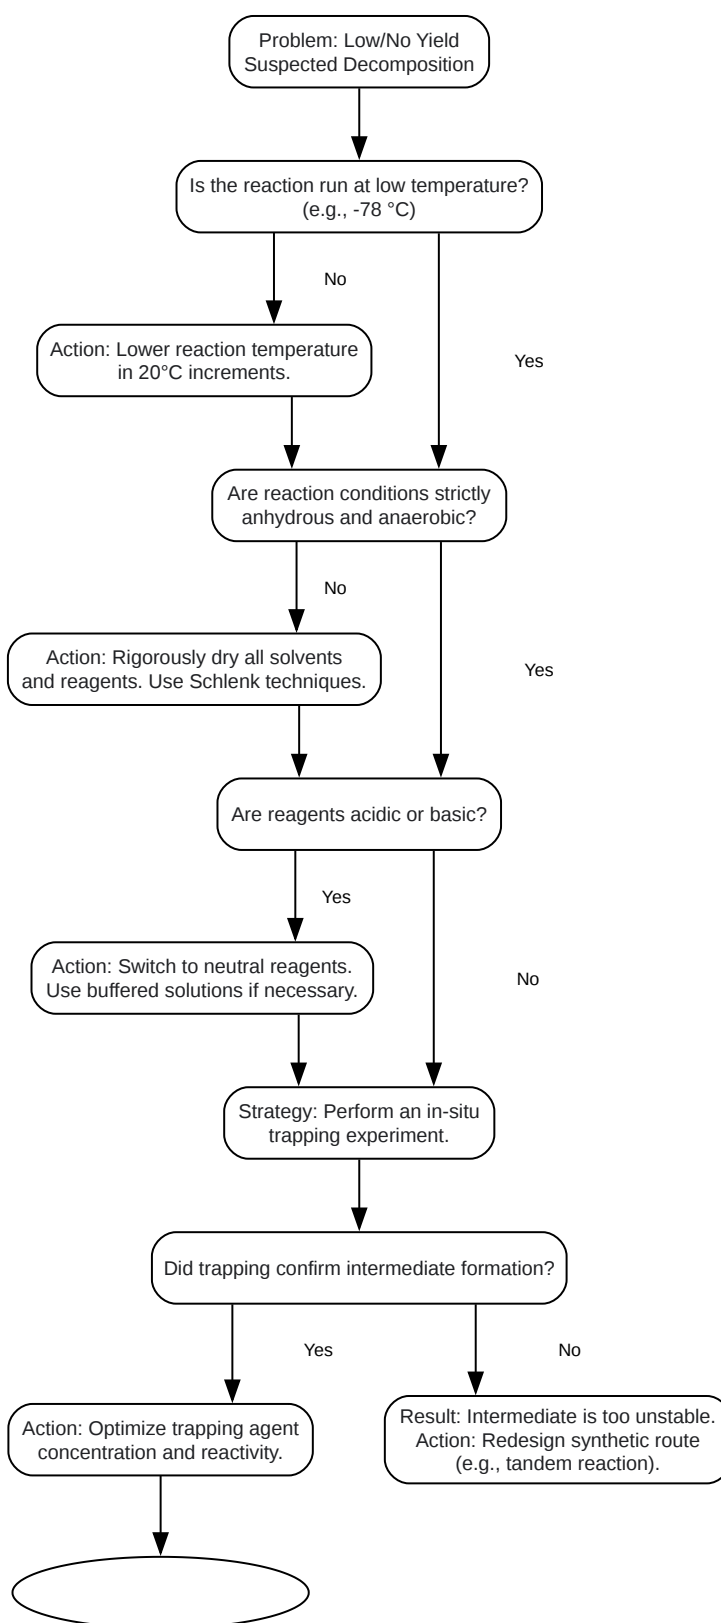 Problem: Low/No Yield
Suspected Decomposition
Is the reaction run at low temperature?
(e.g., -78 °C)
No
Action: Lower reaction temperature
in 20°C increments.
Yes
Are reaction conditions strictly
anhydrous and anaerobic?
No
Action: Rigorously dry all solvents
and reagents. Use Schlenk techniques.
Yes
Are reagents acidic or basic?
Yes
Action: Switch to neutral reagents.
Use buffered solutions if necessary.
No
Strategy: Perform an in-situ
trapping experiment.
Did trapping confirm intermediate formation?
Yes
No
Action: Optimize trapping agent
concentration and reactivity.
Result: Intermediate is too unstable.
Action: Redesign synthetic route
(e.g., tandem reaction).